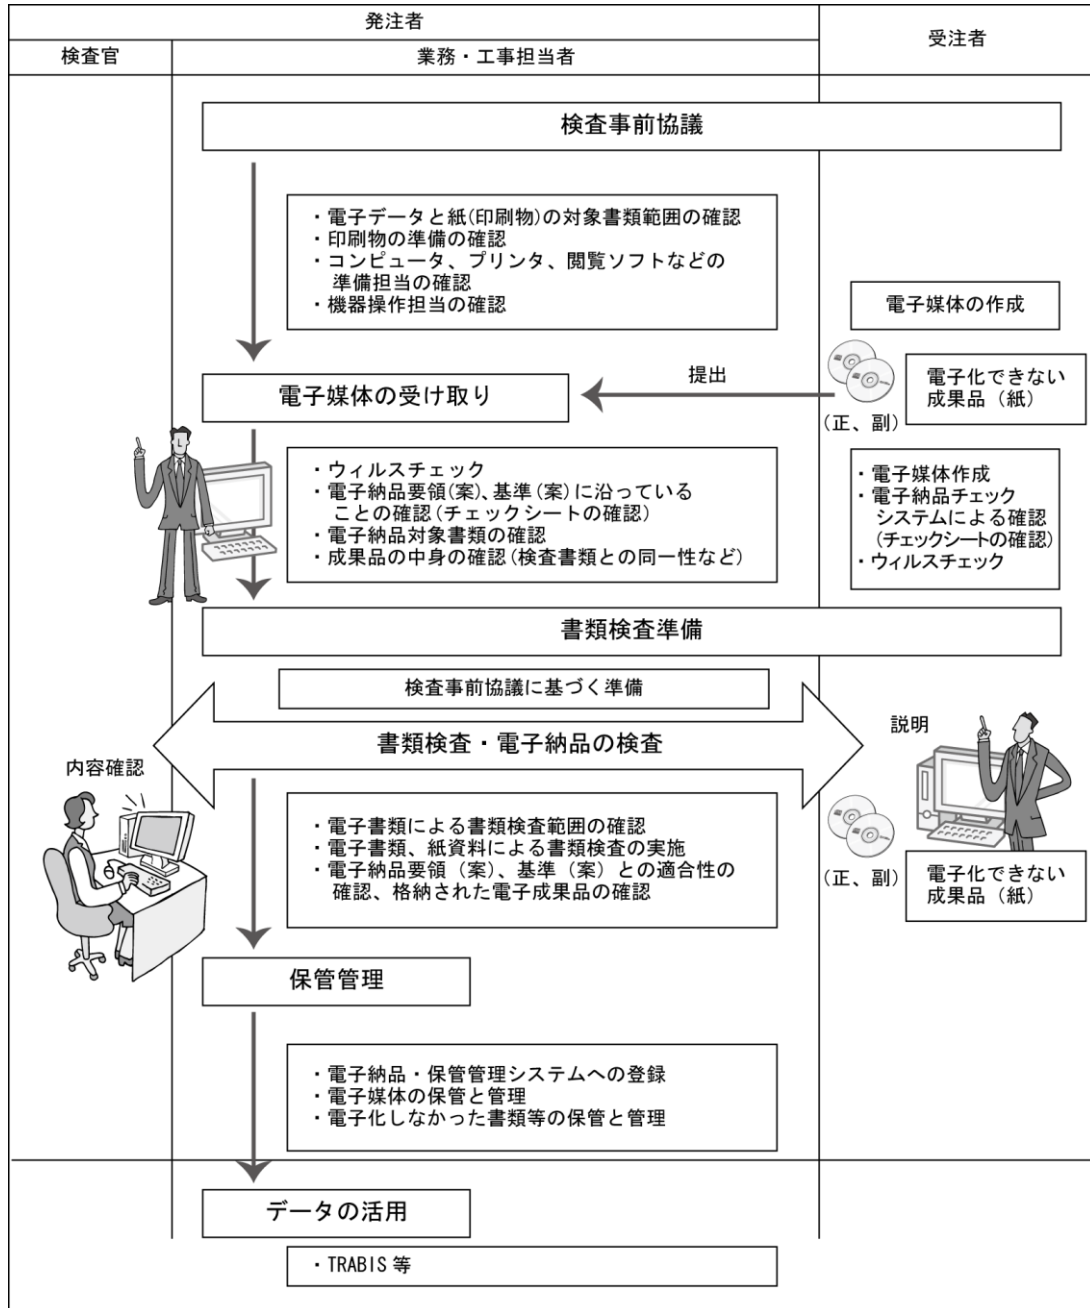 発注者
受注者
検査官
業務・工事担当者
検査事前協議
・電子データと紙(印刷物)の対象書類範囲の確認
・印刷物の準備の確認
・コンピュータ、プリンタ、閲覧ソフトなどの
準備担当の確認
・機器操作担当の確認
電子媒体の作成
電子媒体の受け取り
提出
(正、副)
電子化できない
成果品（紙）
・ウィルスチェック
・電子納品要領(案)、基準(案)に沿っている
ことの確認(チェックシートの確認)
・電子納品対象書類の確認
・成果品の中身の確認(検査書類との同一性など)
・電子媒体作成
・電子納品チェック
システムによる確認
(チェックシートの確認)
・ウィルスチェック
書類検査準備
検査事前協議に基づく準備
書類検査・電子納品の検査
内容確認
説明
・電子書類による書類検査範囲の確認
・電子書類、紙資料による書類検査の実施
・電子納品要領（案）、基準（案）との適合性の
確認、格納された電子成果品の確認
(正、副)
電子化できない
成果品（紙）
保管管理
・電子納品・保管管理システムへの登録
・電子媒体の保管と管理
・電子化しなかった書類等の保管と管理
データの活用
・TRABIS 等